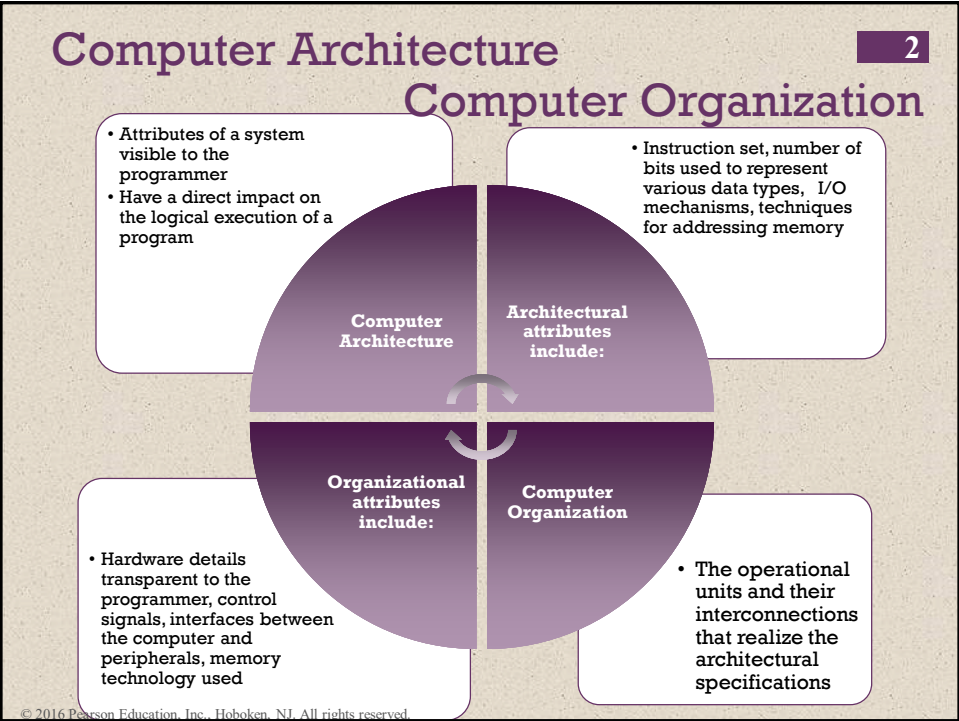 Computer Architecture
2
Computer Organization
• Attributes of a system
visible to the
programmer
• Have a direct impact on
the logical execution of a
program
• Instruction set, number of
bits used to represent
various data types, I/O
mechanisms, techniques
for addressing memory
Computer
Architecture
Architectural
attributes
include:
Organizational
attributes
include:
Computer
Organization
• Hardware details
transparent to the
programmer, control
signals, interfaces between
the computer and
peripherals, memory
technology used
• The operational
units and their
interconnections
that realize the
architectural
specifications
© 2016 Pearson Education, Inc., Hoboken, NJ. All rights reserved.